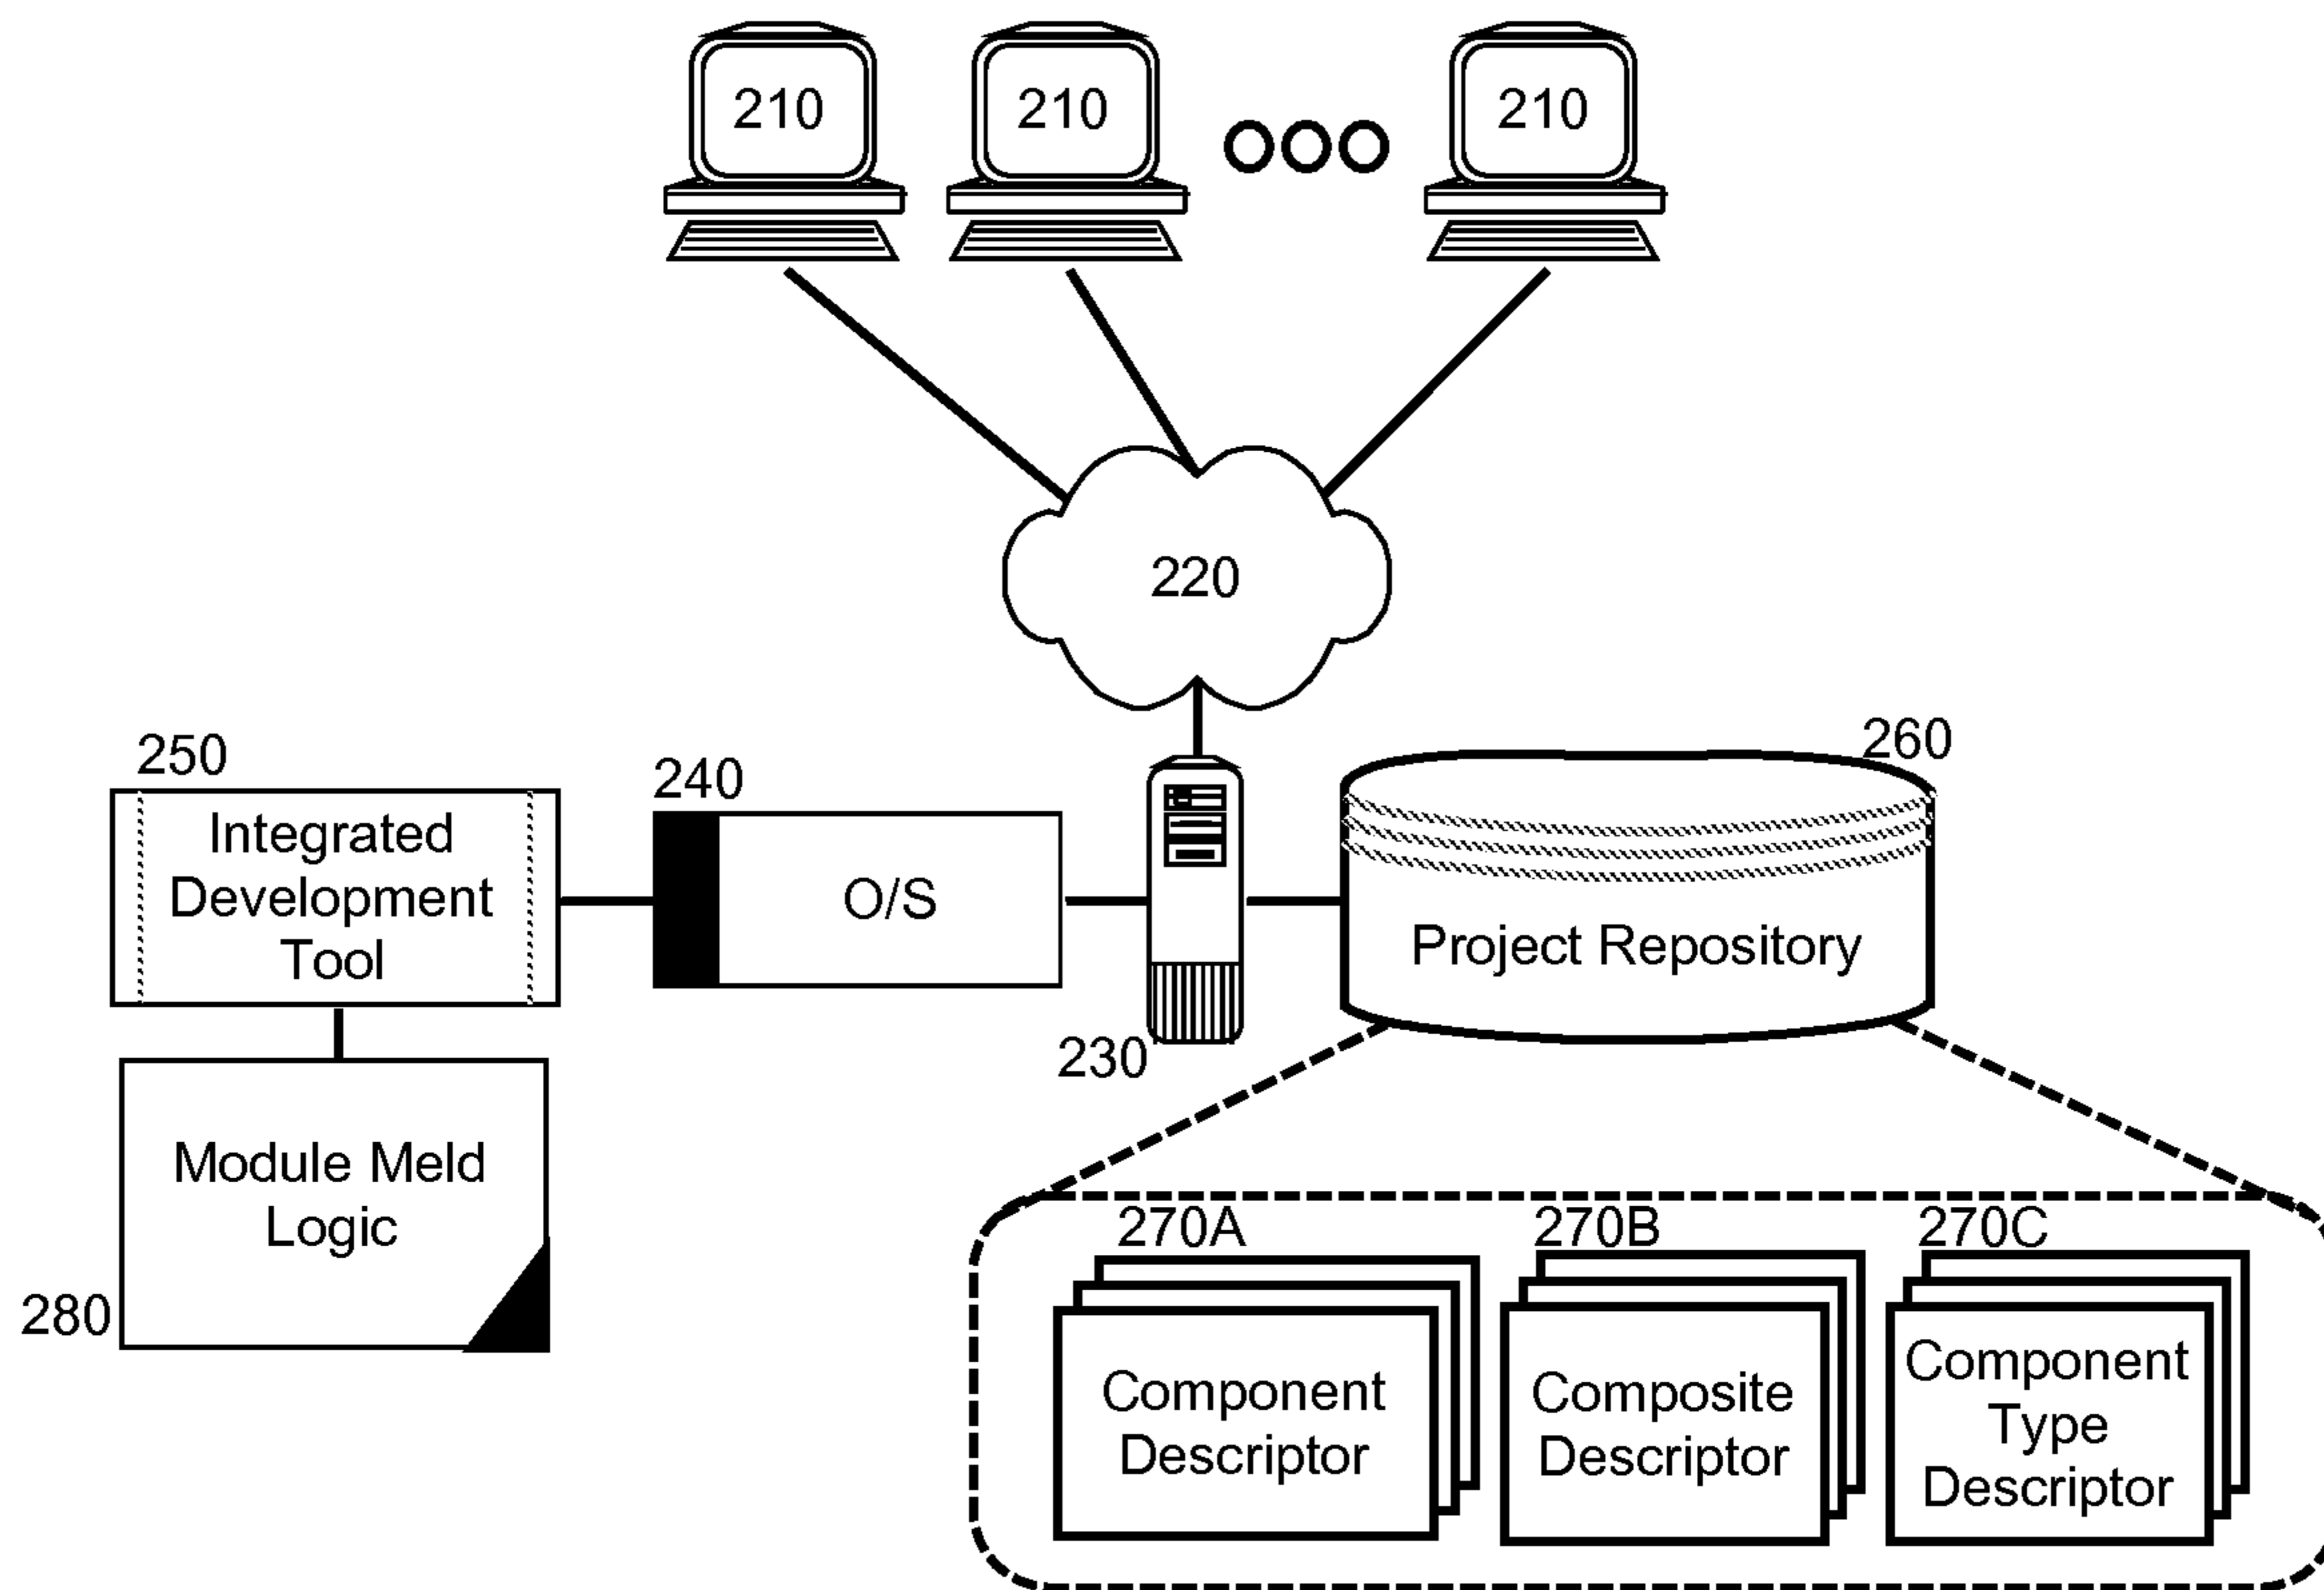 210
210
210
220
250
240
260
Integrated
Development
Tool
O/S
Project Repository
230
Module Meld
Logic
280
270A
270B
270C
Component
Descriptor
Composite
Descriptor
Component
Type
Descriptor